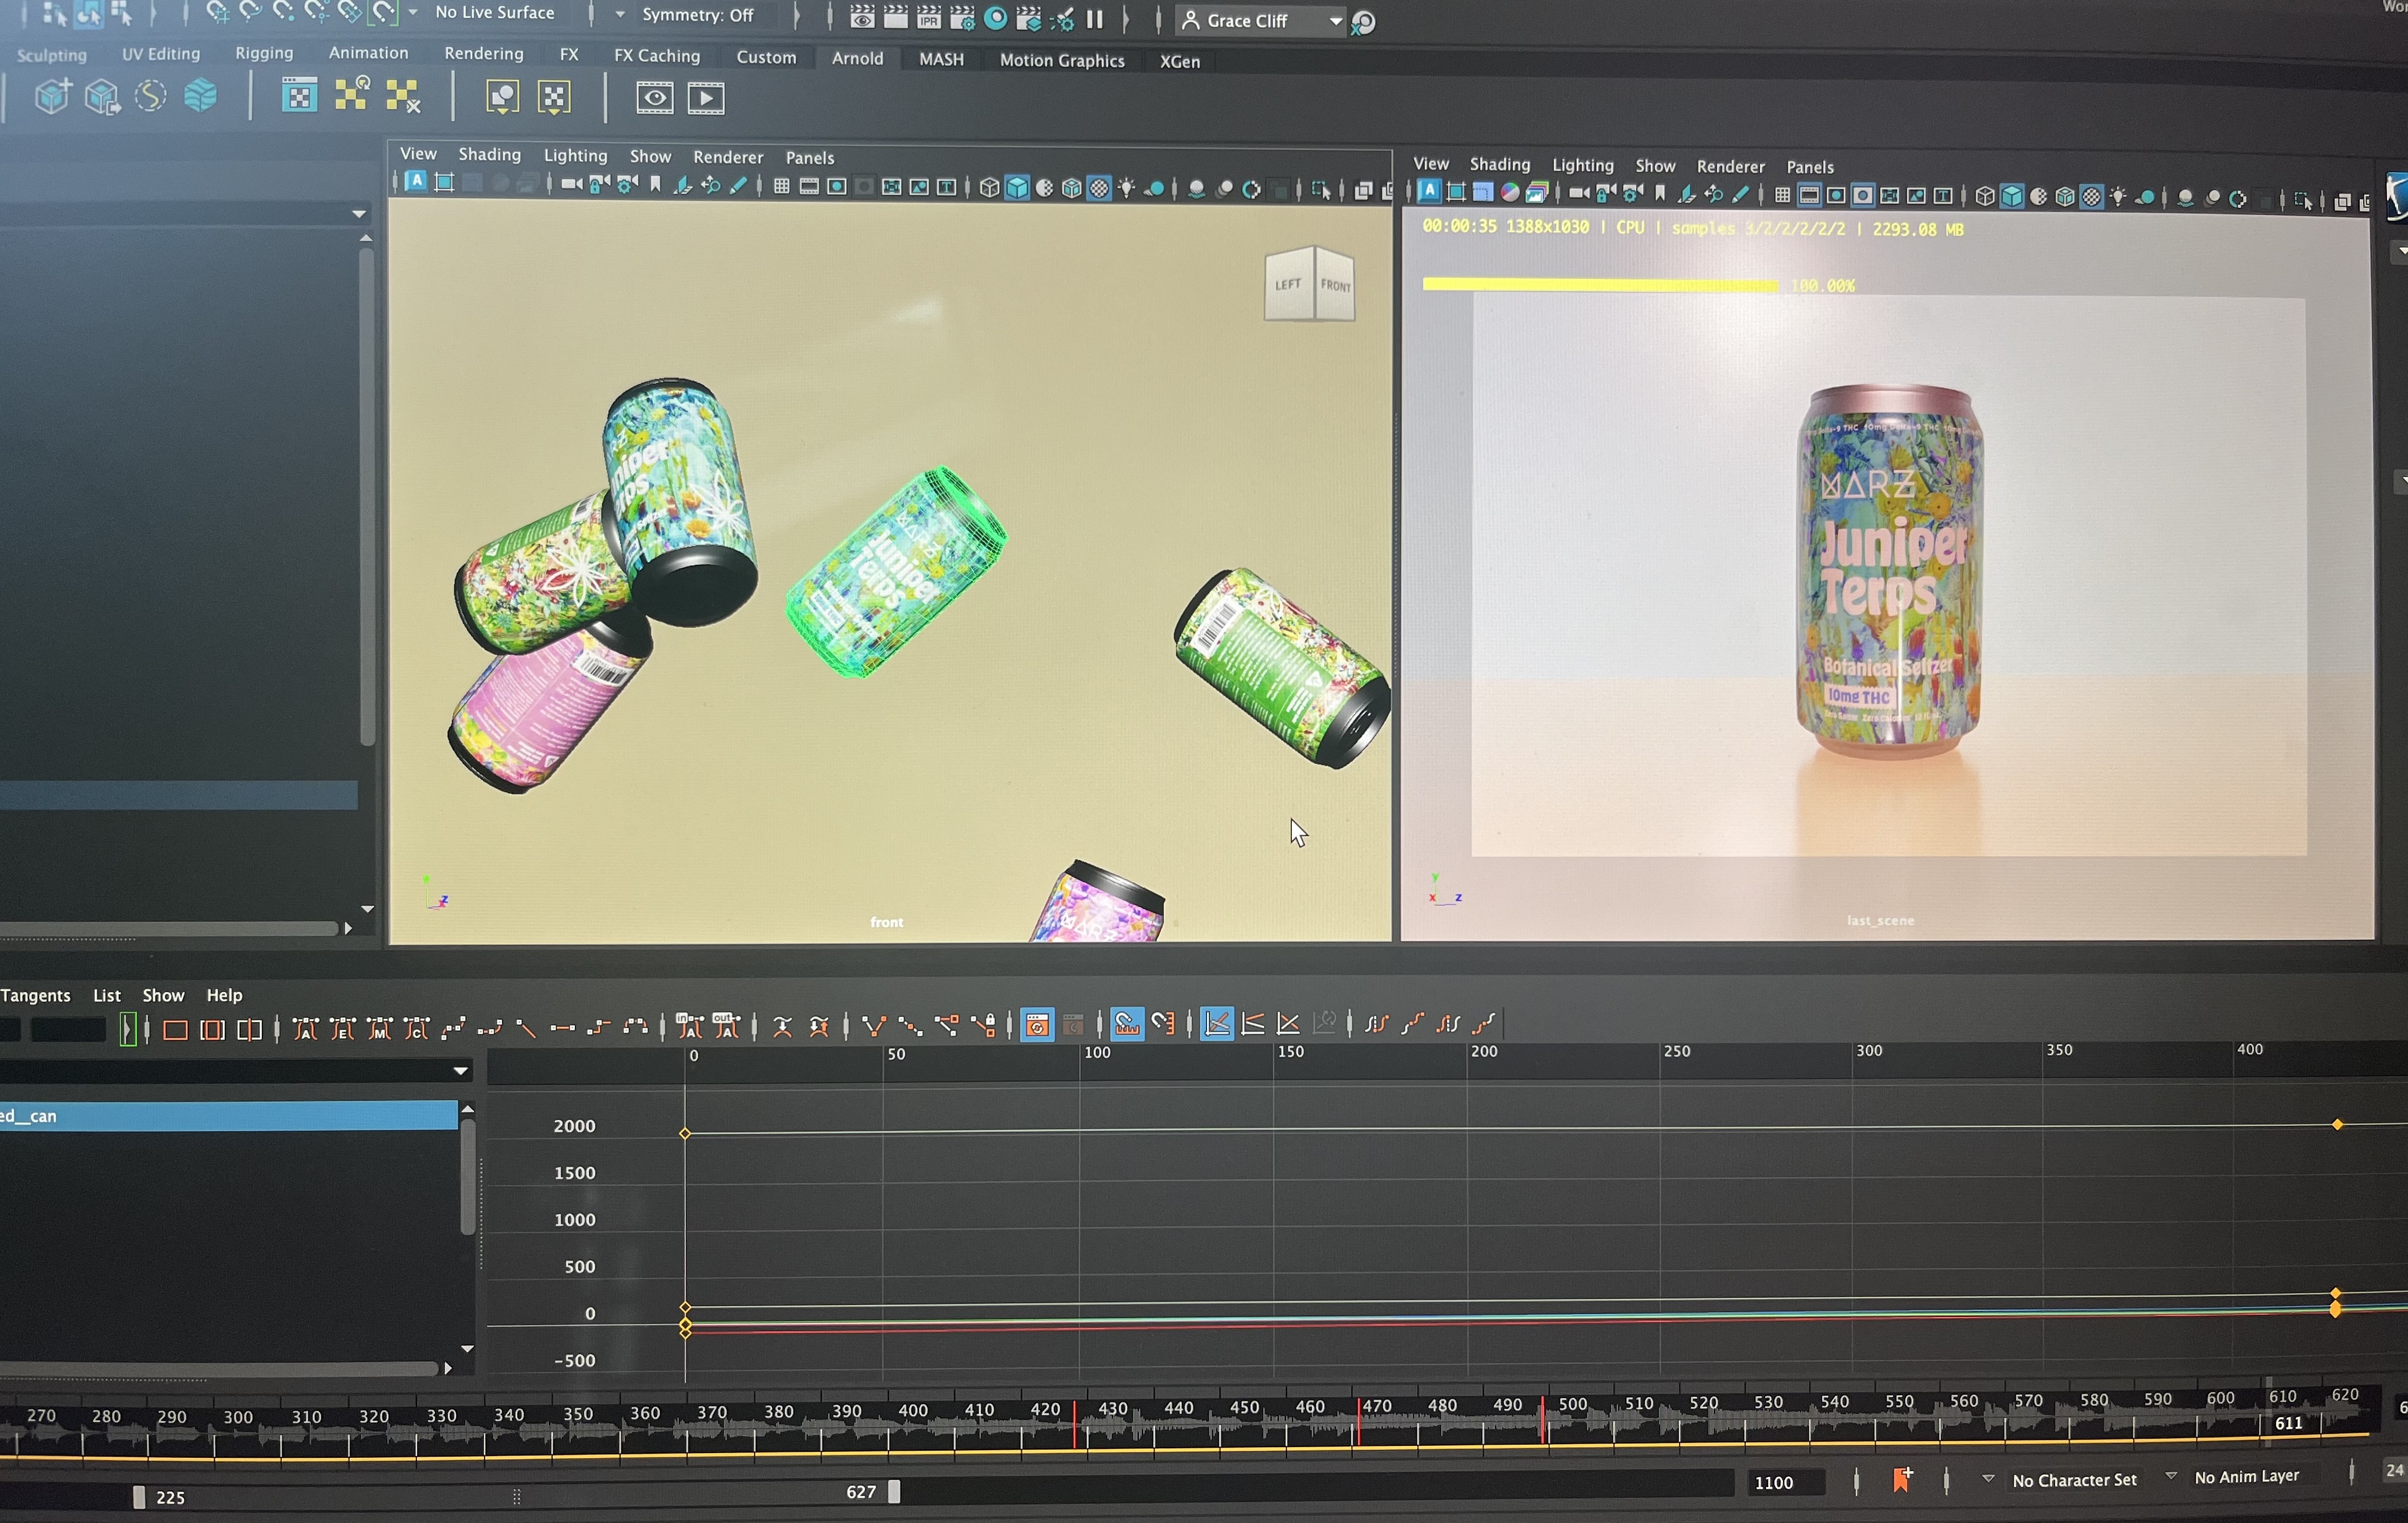 No Live Surface
Symmetry: Off
IPR
Grace Cliff
Sculpting
UV Editing
Rigging
Animation
Rendering
FX
FX Caching
Custom
Arnold
MASH
Motion Graphics
XGen
View Shading Lighting Show Renderer Panels
LEFT
FRONT
Juniper
Terps
MARZ
front
View Shading Lighting Show Renderer Panels
00:00:35 1388x1030 | CPU | samples 3/2/2/2/2/2 | 2293.08 MB
100.00%
MARZ
Juniper
Terps
Botanical Seltzer
10mg THC
y
x z
last_scene
Tangents List Show Help
0 50 100 150 200 250 300 350 400
ed__can
2000
1500
1000
500
0
-500
270 280 290 300 310 320 330 340 350 360 370 380 390 400 410 420 430 440 450 460 470 480 490 500 510 520 530 540 550 560 570 580 590 600 610 620
611
225
627
1100
No Character Set
No Anim Layer
24